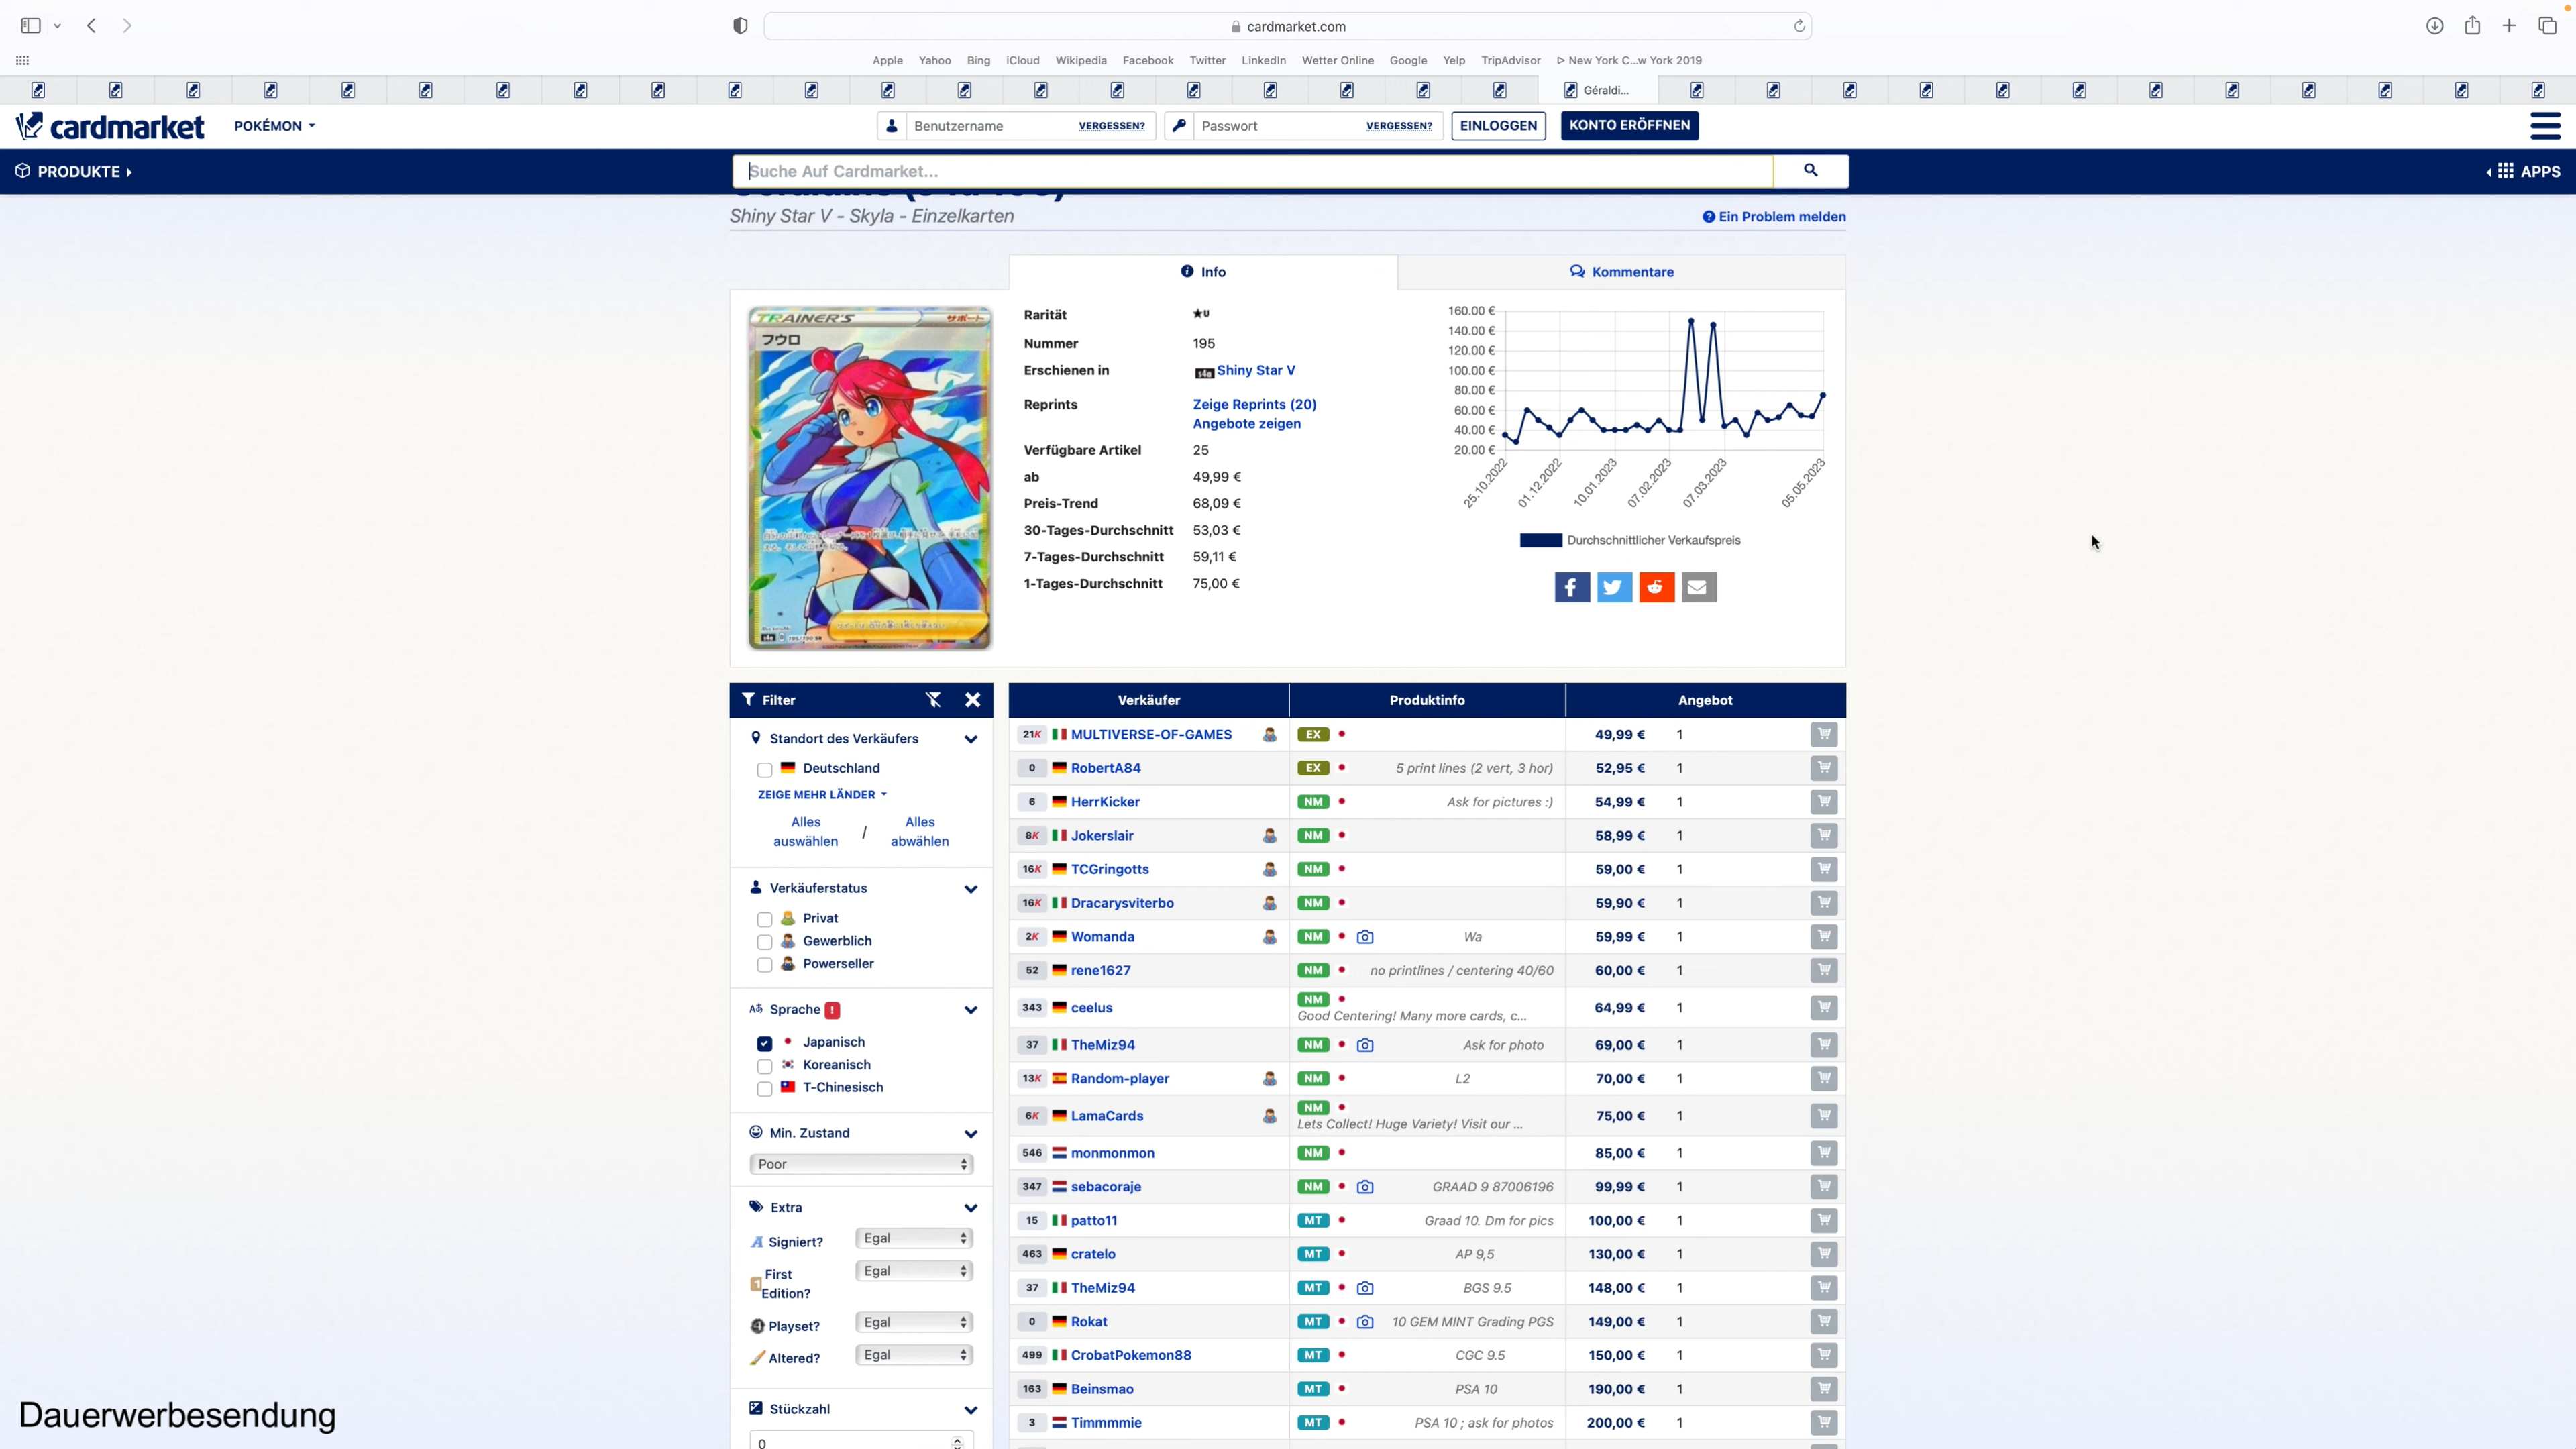 cardmarket.com
Apple Yahoo Bing iCloud Wikipedia Facebook Twitter LinkedIn Wetter Online Google Yelp TripAdvisor New York C...w York 2019
Géraldi...
cardmarket POKÉMON Benutzername VERGESSEN? Passwort VERGESSEN? EINLOGGEN KONTO ERÖFFNEN
PRODUKTE Suche Auf Cardmarket... APPS
Shiny Star V - Skyla - Einzelkarten
Ein Problem melden
Info Kommentare
TRAINER'S サポート
フウロ
Rarität ★U
Nummer 195
Erschienen in s4a Shiny Star V
Reprints Zeige Reprints (20)
Angebote zeigen
Verfügbare Artikel 25
ab 49,99 €
Preis-Trend 68,09 €
30-Tages-Durchschnitt 53,03 €
7-Tages-Durchschnitt 59,11 €
1-Tages-Durchschnitt 75,00 €
160.00 €
140.00 €
120.00 €
100.00 €
80.00 €
60.00 €
40.00 €
20.00 €
25.10.2022 01.12.2022 10.01.2023 07.02.2023 07.03.2023 05.05.2023
Durchschnittlicher Verkaufspreis
Filter
Standort des Verkäufers
Deutschland
ZEIGE MEHR LÄNDER
Alles auswählen / Alles abwählen
Verkäuferstatus
Privat
Gewerblich
Powerseller
Sprache !
Japanisch
Koreanisch
T-Chinesisch
Min. Zustand
Poor
Extra
Signiert? Egal
First Edition? Egal
Playset? Egal
Altered? Egal
Stückzahl
0
Verkäufer Produktinfo Angebot
21K MULTIVERSE-OF-GAMES EX 49,99 € 1
0 RobertA84 EX 5 print lines (2 vert, 3 hor) 52,95 € 1
6 HerrKicker NM Ask for pictures :) 54,99 € 1
8K Jokerslair NM 58,99 € 1
16K TCGringotts NM 59,00 € 1
16K Dracarysviterbo NM 59,90 € 1
2K Womanda NM Wa 59,99 € 1
52 rene1627 NM no printlines / centering 40/60 60,00 € 1
343 ceelus NM Good Centering! Many more cards, c... 64,99 € 1
37 TheMiz94 NM Ask for photo 69,00 € 1
13K Random-player NM L2 70,00 € 1
6K LamaCards NM Lets Collect! Huge Variety! Visit our ... 75,00 € 1
546 monmonmon NM 85,00 € 1
347 sebacoraje NM GRAAD 9 87006196 99,99 € 1
15 patto11 MT Graad 10. Dm for pics 100,00 € 1
463 cratelo MT AP 9,5 130,00 € 1
37 TheMiz94 MT BGS 9.5 148,00 € 1
0 Rokat MT 10 GEM MINT Grading PGS 149,00 € 1
499 CrobatPokemon88 MT CGC 9.5 150,00 € 1
163 Beinsmao MT PSA 10 190,00 € 1
3 Timmmmie MT PSA 10 ; ask for photos 200,00 € 1
Dauerwerbesendung